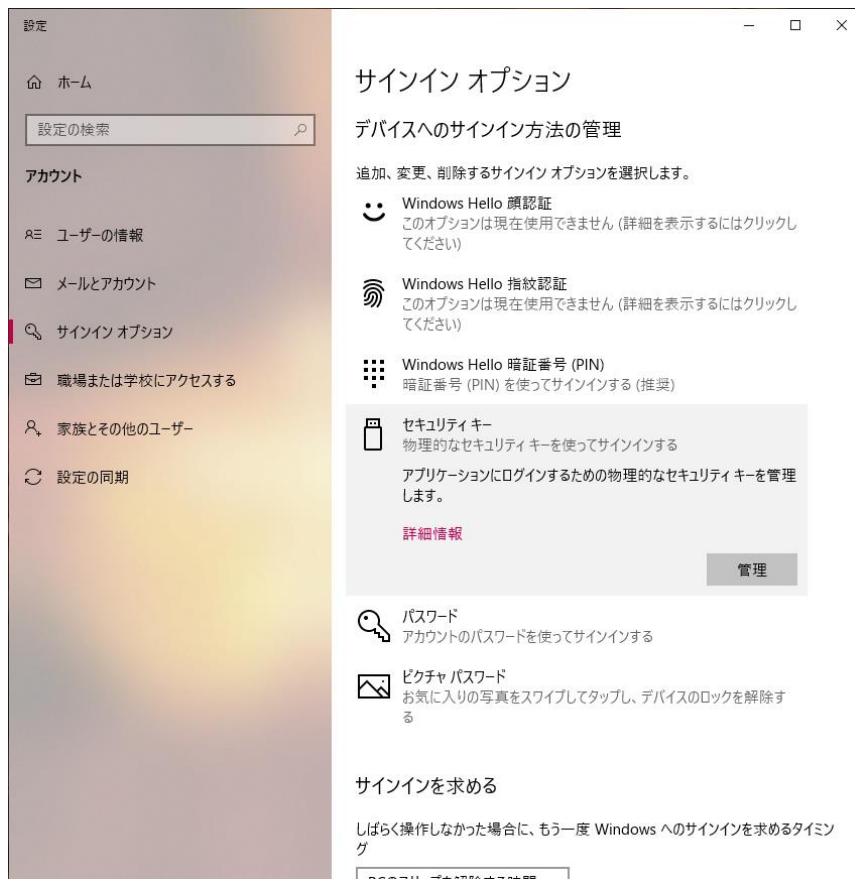 設定
ホーム
設定の検索
アカウント
ユーザーの情報
メールとアカウント
サインイン オプション
職場または学校にアクセスする
家族とその他のユーザー
設定の同期
サインイン オプション
デバイスへのサインイン方法の管理
追加、変更、削除するサインイン オプションを選択します。
Windows Hello 顔認証
このオプションは現在使用できません (詳細を表示するにはクリックし
てください)
Windows Hello 指紋認証
このオプションは現在使用できません (詳細を表示するにはクリックし
てください)
Windows Hello 暗証番号 (PIN)
暗証番号 (PIN) を使ってサインインする (推奨)
セキュリティ キー
物理的なセキュリティ キーを使ってサインインする
アプリケーションにログインするための物理的なセキュリティ キーを管理
します。
詳細情報
管理
パスワード
アカウントのパスワードを使ってサインインする
ピクチャ パスワード
お気に入りの写真をスワイプしてタップし、デバイスのロックを解除す
る
サインインを求める
しばらく操作しなかった場合に、もう一度 Windows へのサインインを求めるタイミン
グ
PCのスリープを解除する時間